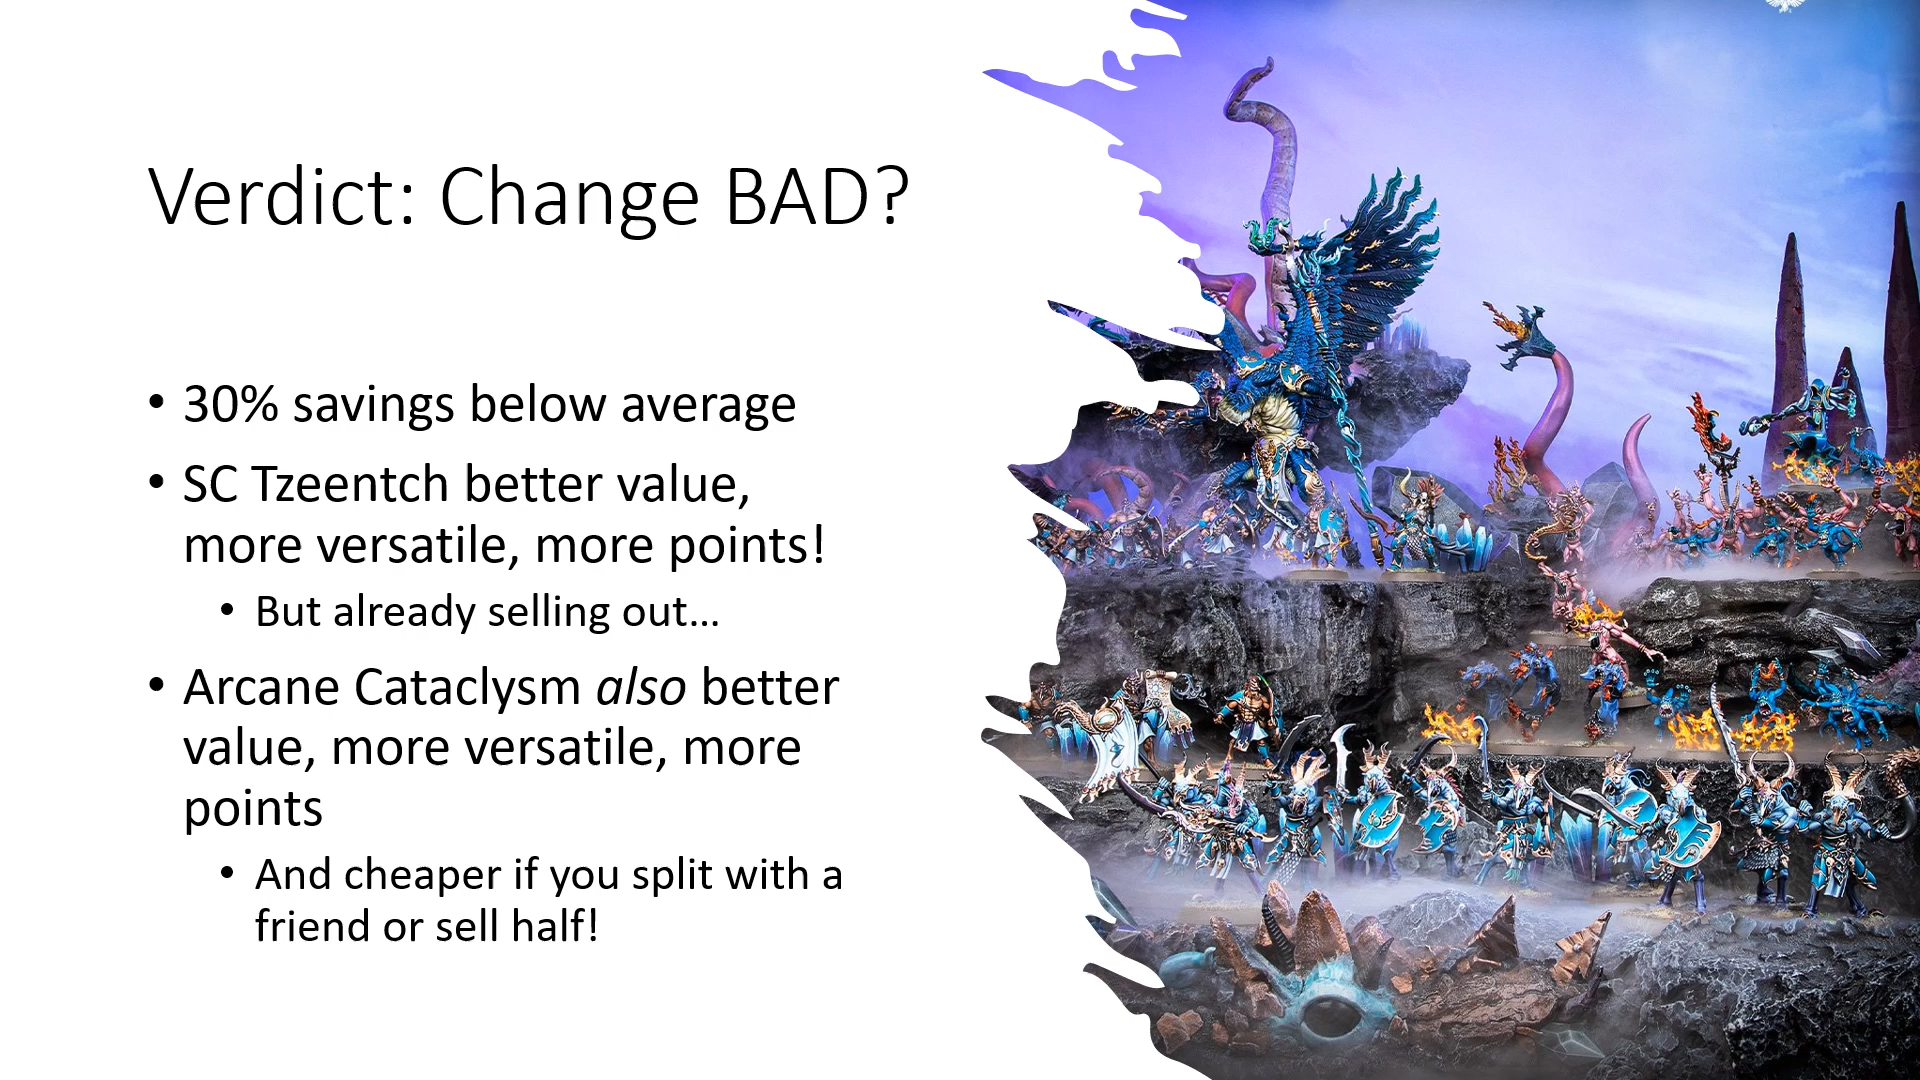 Verdict: Change BAD?
• 30% savings below average
• SC Tzeentch better value,
more versatile, more points!
• But already selling out...
• Arcane Cataclysm also better
value, more versatile, more
points
• And cheaper if you split with a
friend or sell half!